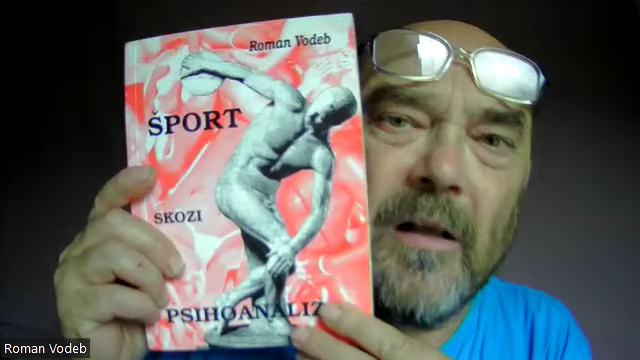 Roman Vodeb
ŠPORT
SKOZI
PSIHOANALIZ
Roman Vodeb